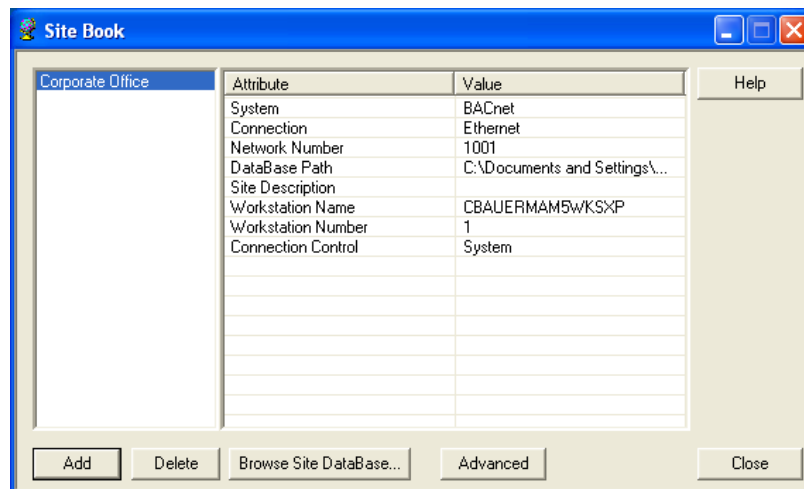 Site Book
Corporate Office
Attribute Value
System BACnet
Connection Ethernet
Network Number 1001
DataBase Path C:\Documents and Settings\...
Site Description
Workstation Name CBAUERMAM5WKSXP
Workstation Number 1
Connection Control System
Help
Add Delete Browse Site DataBase... Advanced Close